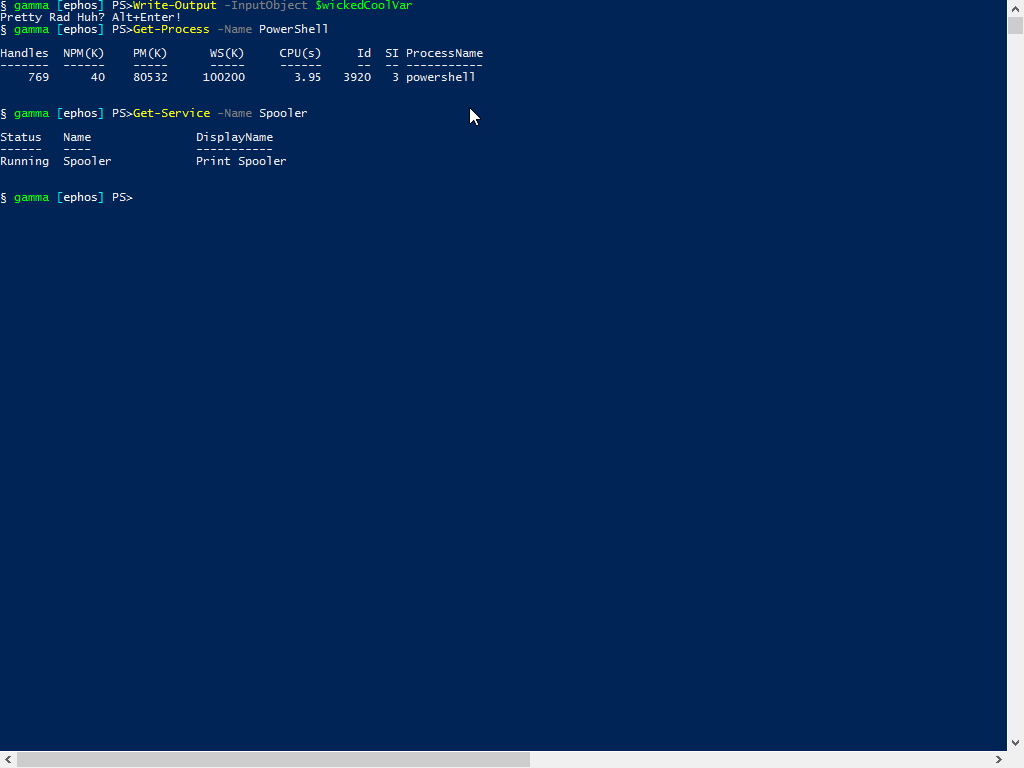 § gamma [ephos] PS>Write-Output -InputObject $wickedCoolVar
Pretty Rad Huh? Alt+Enter!
§ gamma [ephos] PS>Get-Process -Name PowerShell
Handles  NPM(K)    PM(K)      WS(K)     CPU(s)     Id  SI ProcessName
-------  ------    -----      -----     ------     --  -- -----------
    769      40    80532     100200       3.95   3920   3 powershell
§ gamma [ephos] PS>Get-Service -Name Spooler
Status   Name               DisplayName
------   ----               -----------
Running  Spooler            Print Spooler
§ gamma [ephos] PS>